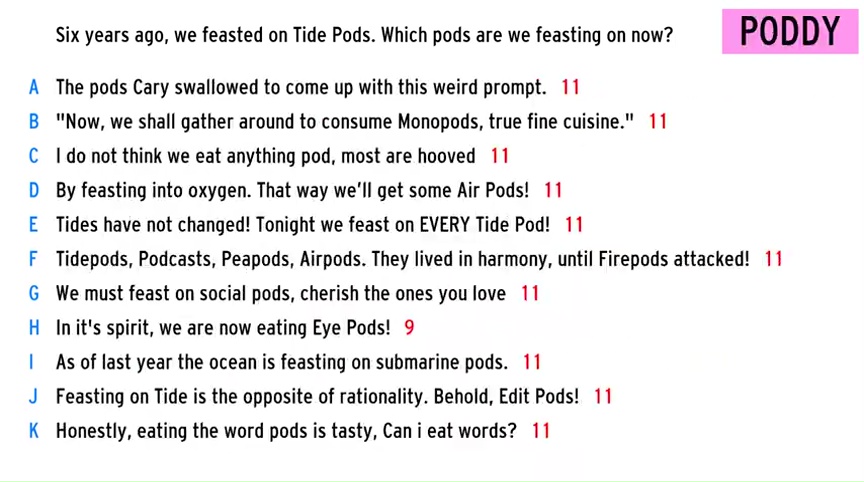 Six years ago, we feasted on Tide Pods. Which pods are we feasting on now?
PODDY
A The pods Cary swallowed to come up with this weird prompt. 11
B "Now, we shall gather around to consume Monopods, true fine cuisine." 11
C I do not think we eat anything pod, most are hooved 11
D By feasting into oxygen. That way we'll get some Air Pods! 11
E Tides have not changed! Tonight we feast on EVERY Tide Pod! 11
F Tidepods, Podcasts, Peapods, Airpods. They lived in harmony, until Firepods attacked! 11
G We must feast on social pods, cherish the ones you love 11
H In it's spirit, we are now eating Eye Pods! 9
I As of last year the ocean is feasting on submarine pods. 11
J Feasting on Tide is the opposite of rationality. Behold, Edit Pods! 11
K Honestly, eating the word pods is tasty, Can i eat words? 11